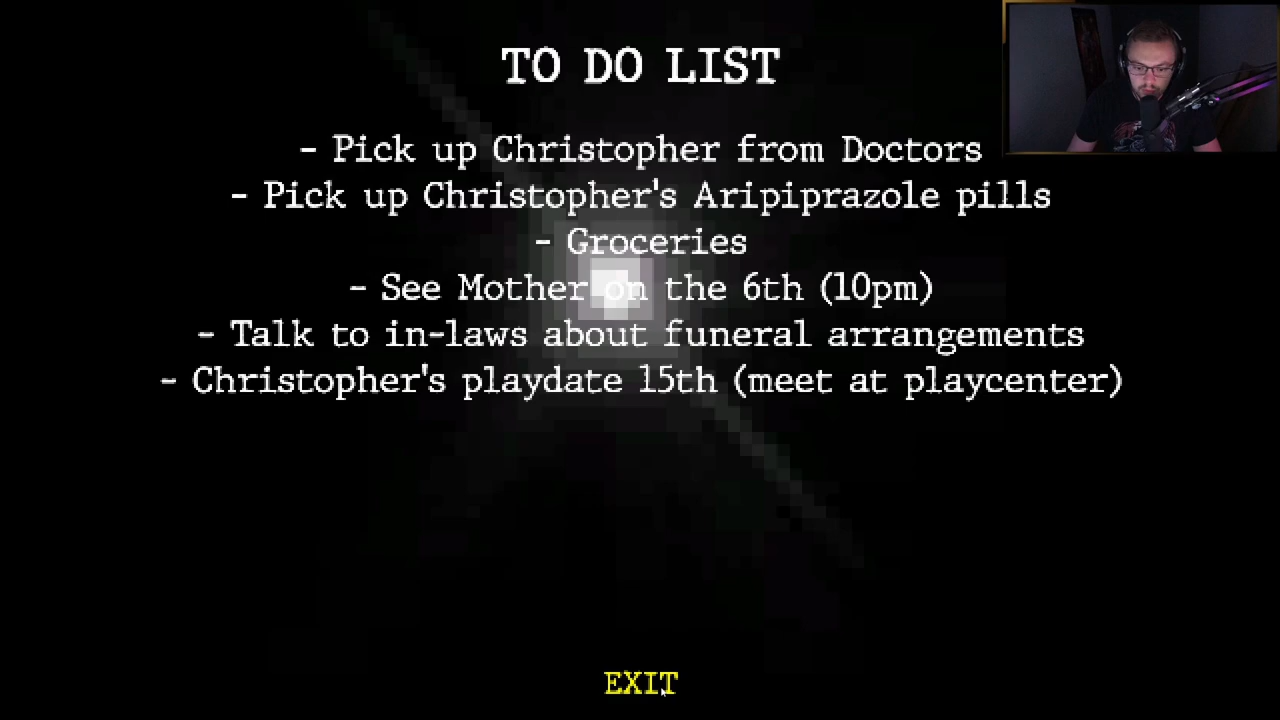 TO DO LIST
- Pick up Christopher from Doctors
- Pick up Christopher's Aripiprazole pills
- Groceries
- See Mother on the 6th (10pm)
- Talk to in-laws about funeral arrangements
- Christopher's playdate 15th (meet at playcenter)
EXIT